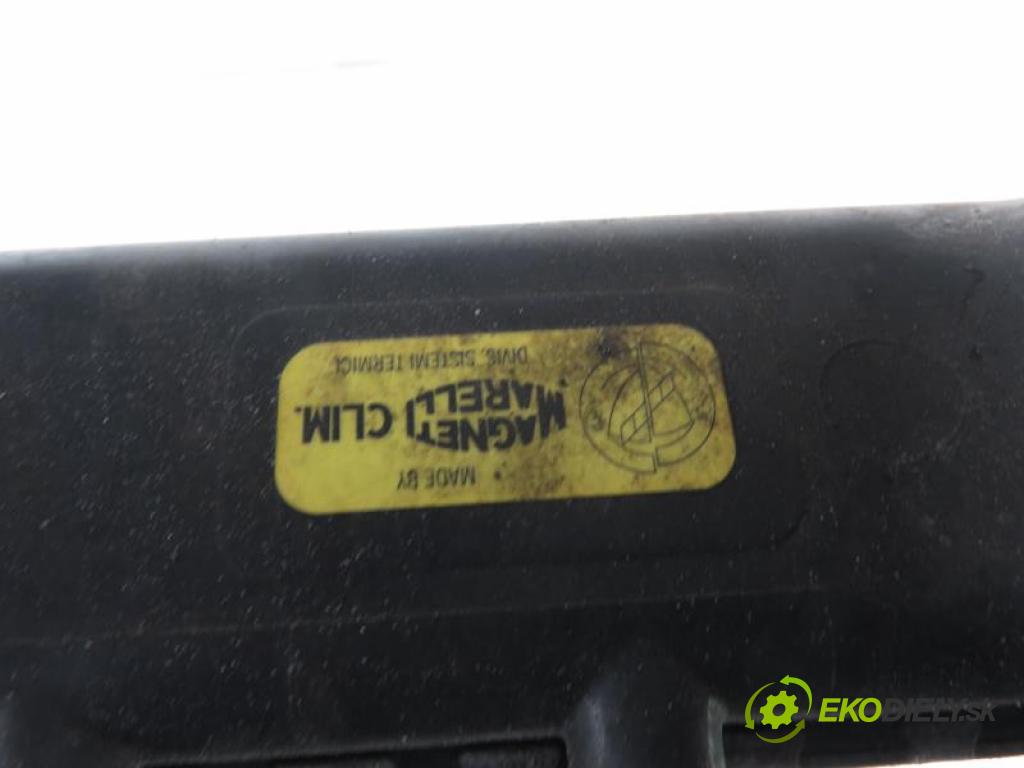 MADE BY
MAGNETI
MARELLI
CLIM.
DIVIS. SISTEMI TERMICI
EKODIELY.SK